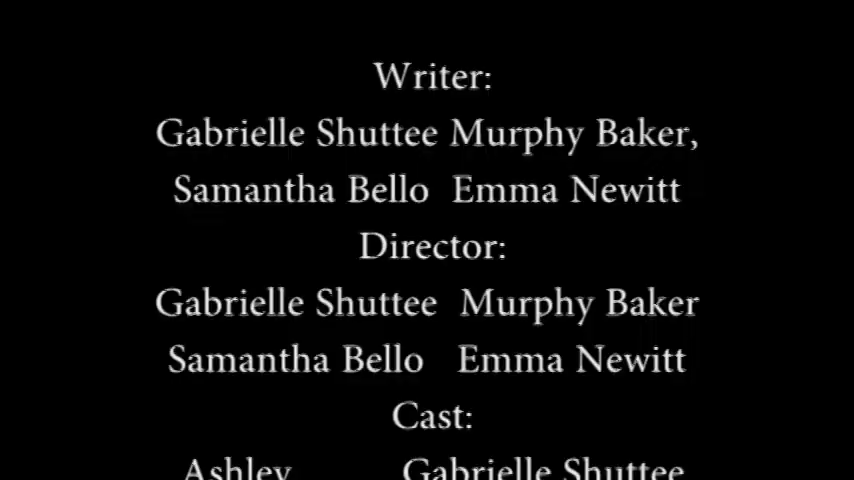 Writer:
Gabrielle Shuttee Murphy Baker,
Samantha Bello Emma Newitt
Director:
Gabrielle Shuttee Murphy Baker
Samantha Bello Emma Newitt
Cast:
Ashley Gabrielle Shuttee